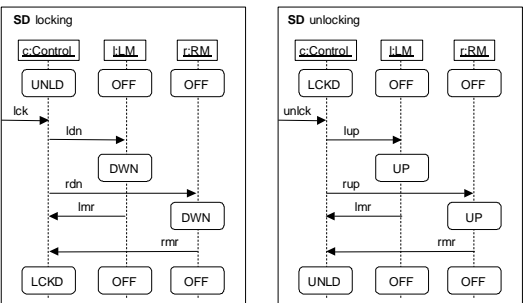 SD locking
c:Control l:LM r:RM
UNLD OFF OFF
lck
ldn
DWN
rdn
lmr
DWN
rmr
LCKD OFF OFF
SD unlocking
c:Control l:LM r:RM
LCKD OFF OFF
unlck
lup
UP
rup
lmr
UP
rmr
UNLD OFF OFF